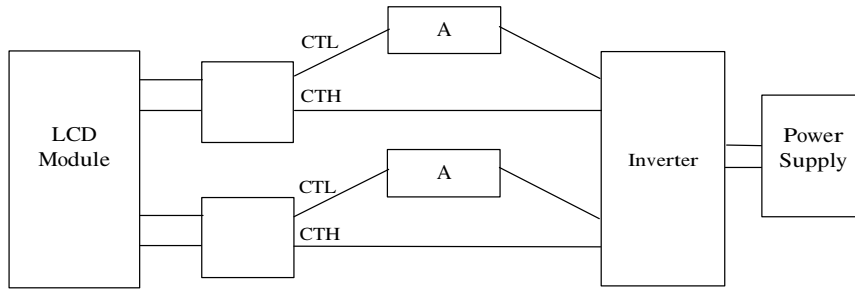 A
CTL
CTH
LCD
Module
Inverter
Power
Supply
A
CTL
CTH